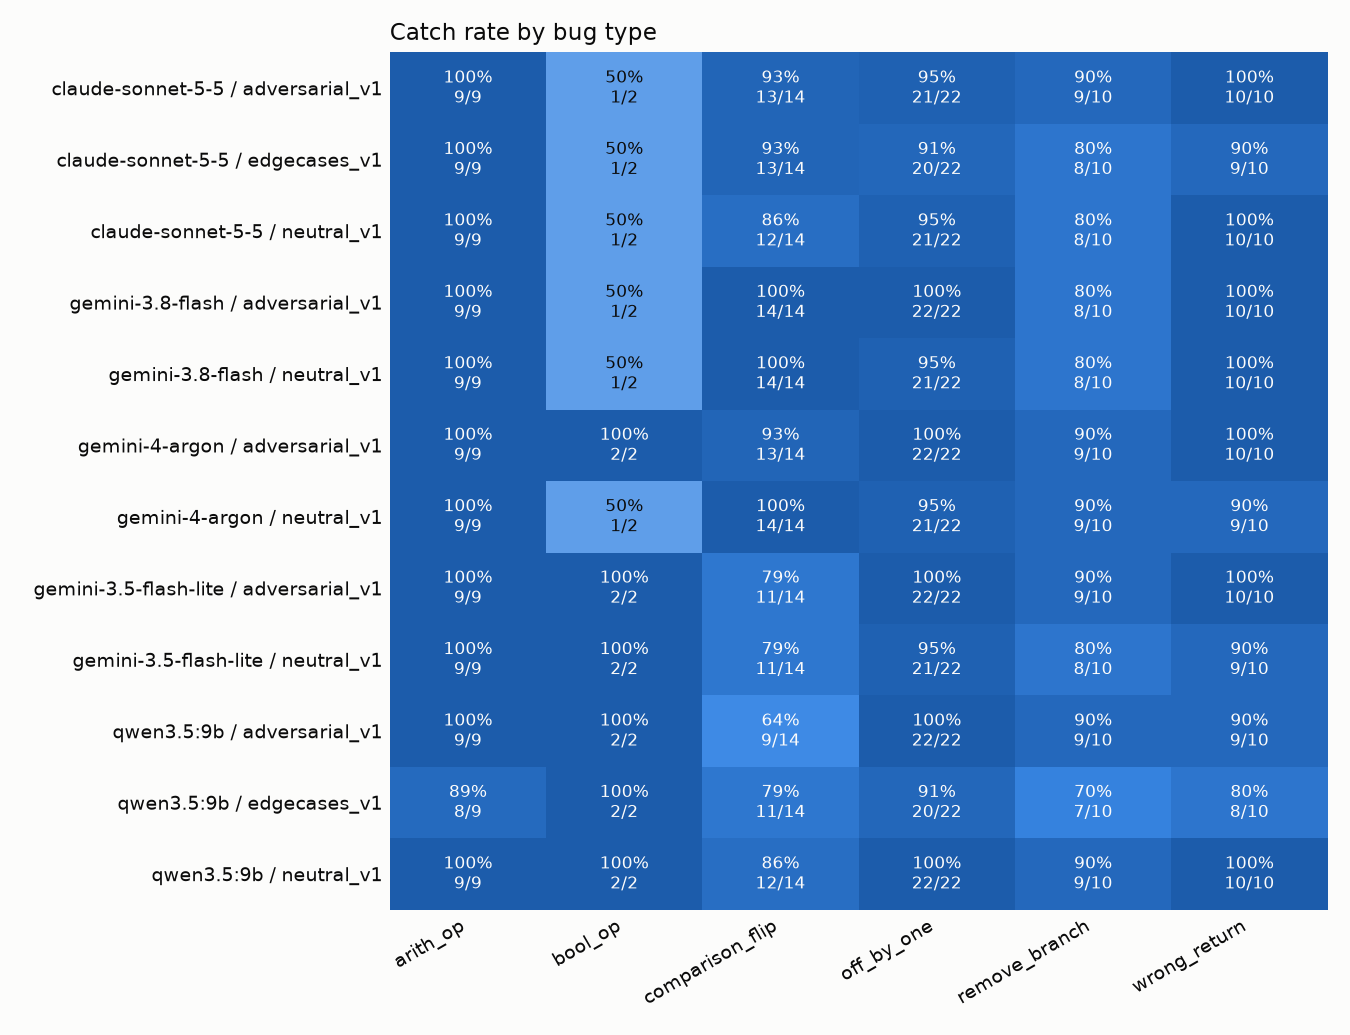 Catch rate by bug type
claude-sonnet-5-5 / adversarial_v1
100% 50% 93% 95% 90% 100%
9/9 1/2 13/14 21/22 9/10 10/10
claude-sonnet-5-5 / edgecases_v1
100% 50% 93% 91% 80% 90%
9/9 1/2 13/14 20/22 8/10 9/10
claude-sonnet-5-5 / neutral_v1
100% 50% 86% 95% 80% 100%
9/9 1/2 12/14 21/22 8/10 10/10
gemini-3.8-flash / adversarial_v1
100% 50% 100% 100% 80% 100%
9/9 1/2 14/14 22/22 8/10 10/10
gemini-3.8-flash / neutral_v1
100% 50% 100% 95% 80% 100%
9/9 1/2 14/14 21/22 8/10 10/10
gemini-4-argon / adversarial_v1
100% 100% 93% 100% 90% 100%
9/9 2/2 13/14 22/22 9/10 10/10
gemini-4-argon / neutral_v1
100% 50% 100% 95% 90% 90%
9/9 1/2 14/14 21/22 9/10 9/10
gemini-3.5-flash-lite / adversarial_v1
100% 100% 79% 100% 90% 100%
9/9 2/2 11/14 22/22 9/10 10/10
gemini-3.5-flash-lite / neutral_v1
100% 100% 79% 95% 80% 90%
9/9 2/2 11/14 21/22 8/10 9/10
qwen3.5:9b / adversarial_v1
100% 100% 64% 100% 90% 90%
9/9 2/2 9/14 22/22 9/10 9/10
qwen3.5:9b / edgecases_v1
89% 100% 79% 91% 70% 80%
8/9 2/2 11/14 20/22 7/10 8/10
qwen3.5:9b / neutral_v1
100% 100% 86% 100% 90% 100%
9/9 2/2 12/14 22/22 9/10 10/10
arith_op bool_op comparison_flip off_by_one remove_branch wrong_return